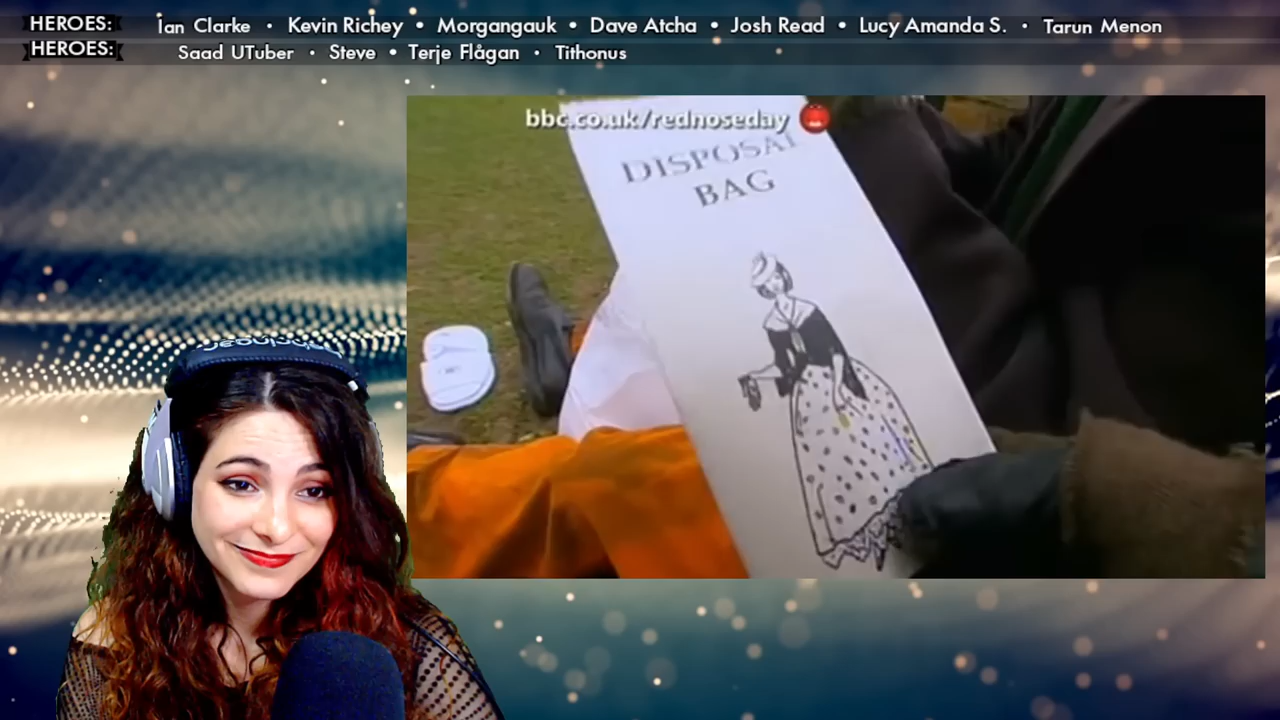 HEROES: Ian Clarke • Kevin Richey • Morgangauk • Dave Atcha • Josh Read • Lucy Amanda S. • Tarun Menon
HEROES: Saad UTuber • Steve • Terje Flågan • Tithonus
bbc.co.uk/rednoseday
DISPOSAL
BAG